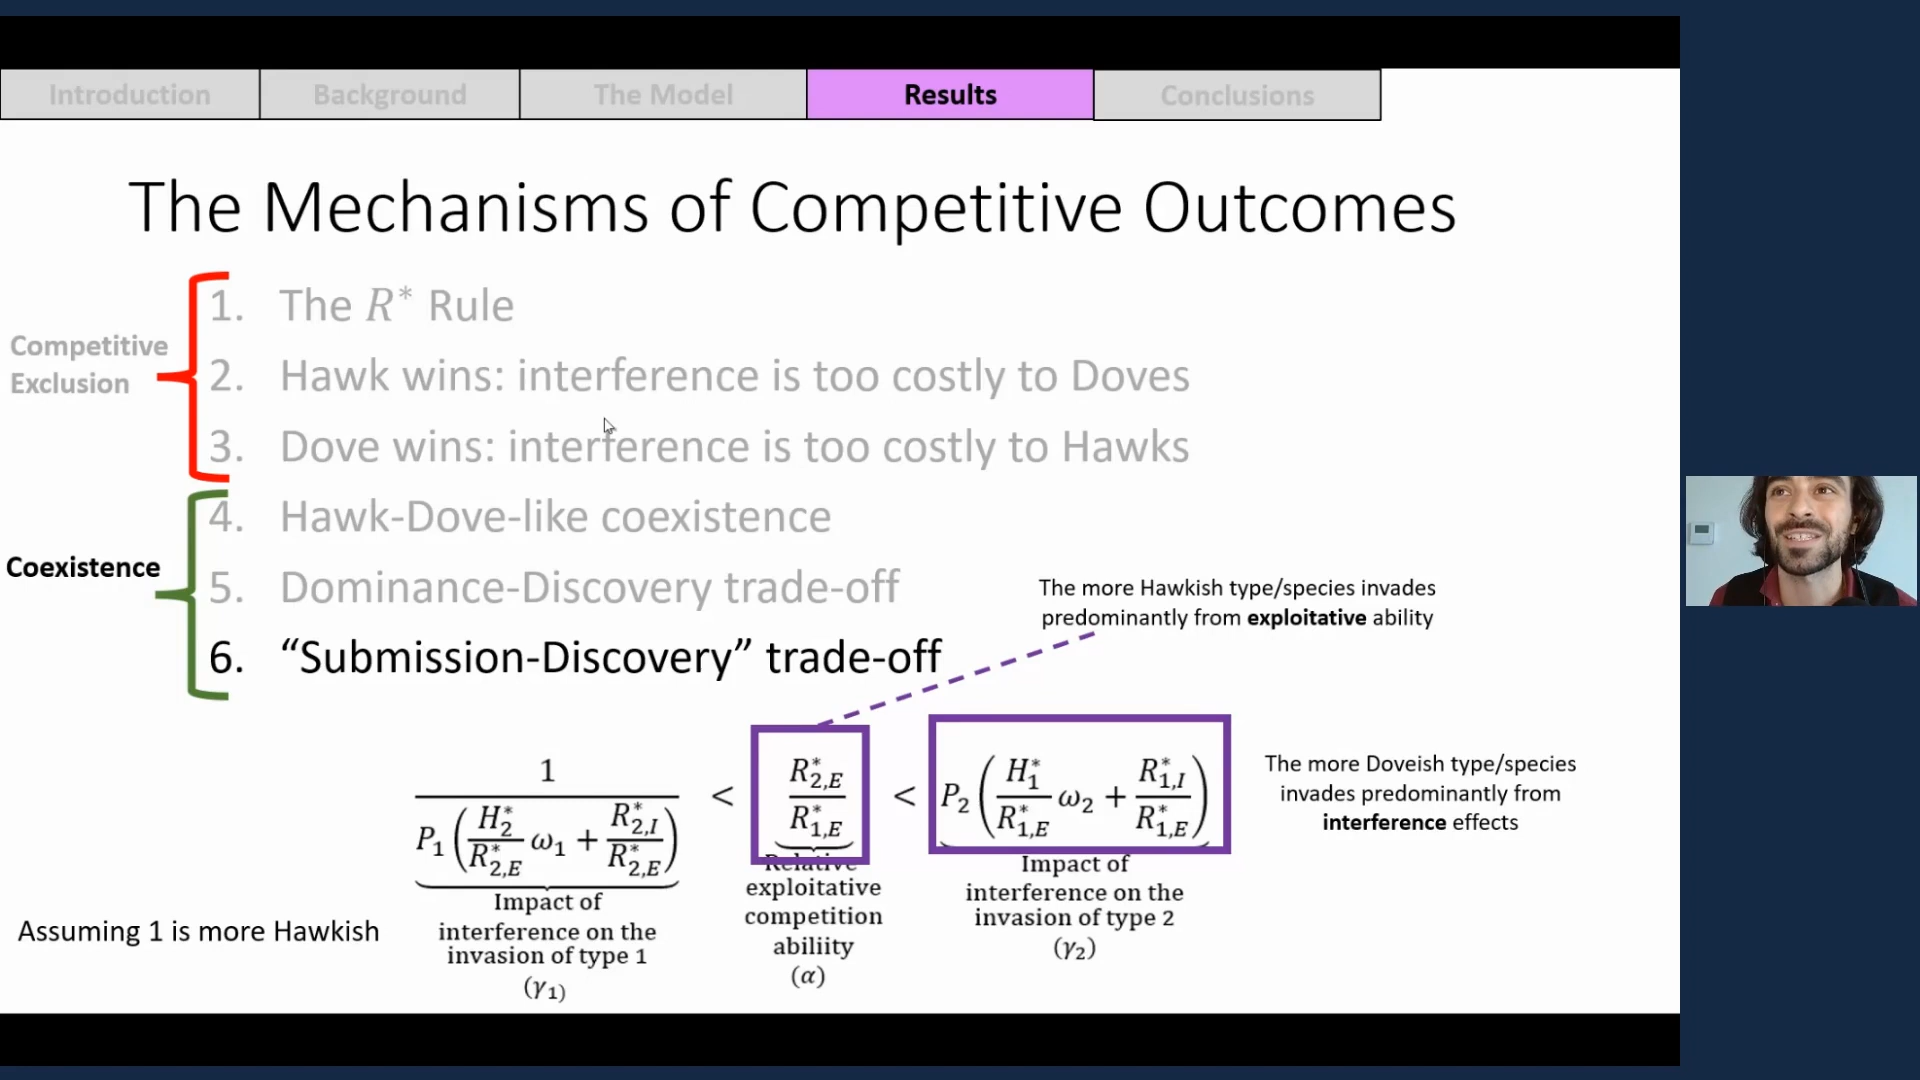 Introduction
Background
The Model
Results
Conclusions
The Mechanisms of Competitive Outcomes
Competitive
Exclusion
1. The R* Rule
2. Hawk wins: interference is too costly to Doves
3. Dove wins: interference is too costly to Hawks
Coexistence
4. Hawk-Dove-like coexistence
5. Dominance-Discovery trade-off
6. “Submission-Discovery” trade-off
The more Hawkish type/species invades
predominantly from exploitative ability
1 / (P₁ (H₂* / R*₂,E ω₁ + R*₂,I / R*₂,E)) < R*₂,E / R*₁,E < P₂ (H₁* / R*₁,E ω₂ + R*₁,I / R*₁,E)
The more Doveish type/species
invades predominantly from
interference effects
Assuming 1 is more Hawkish
Impact of
interference on the
invasion of type 1
(γ₁)
Relative
exploitative
competition
abiliity
(α)
Impact of
interference on the
invasion of type 2
(γ₂)